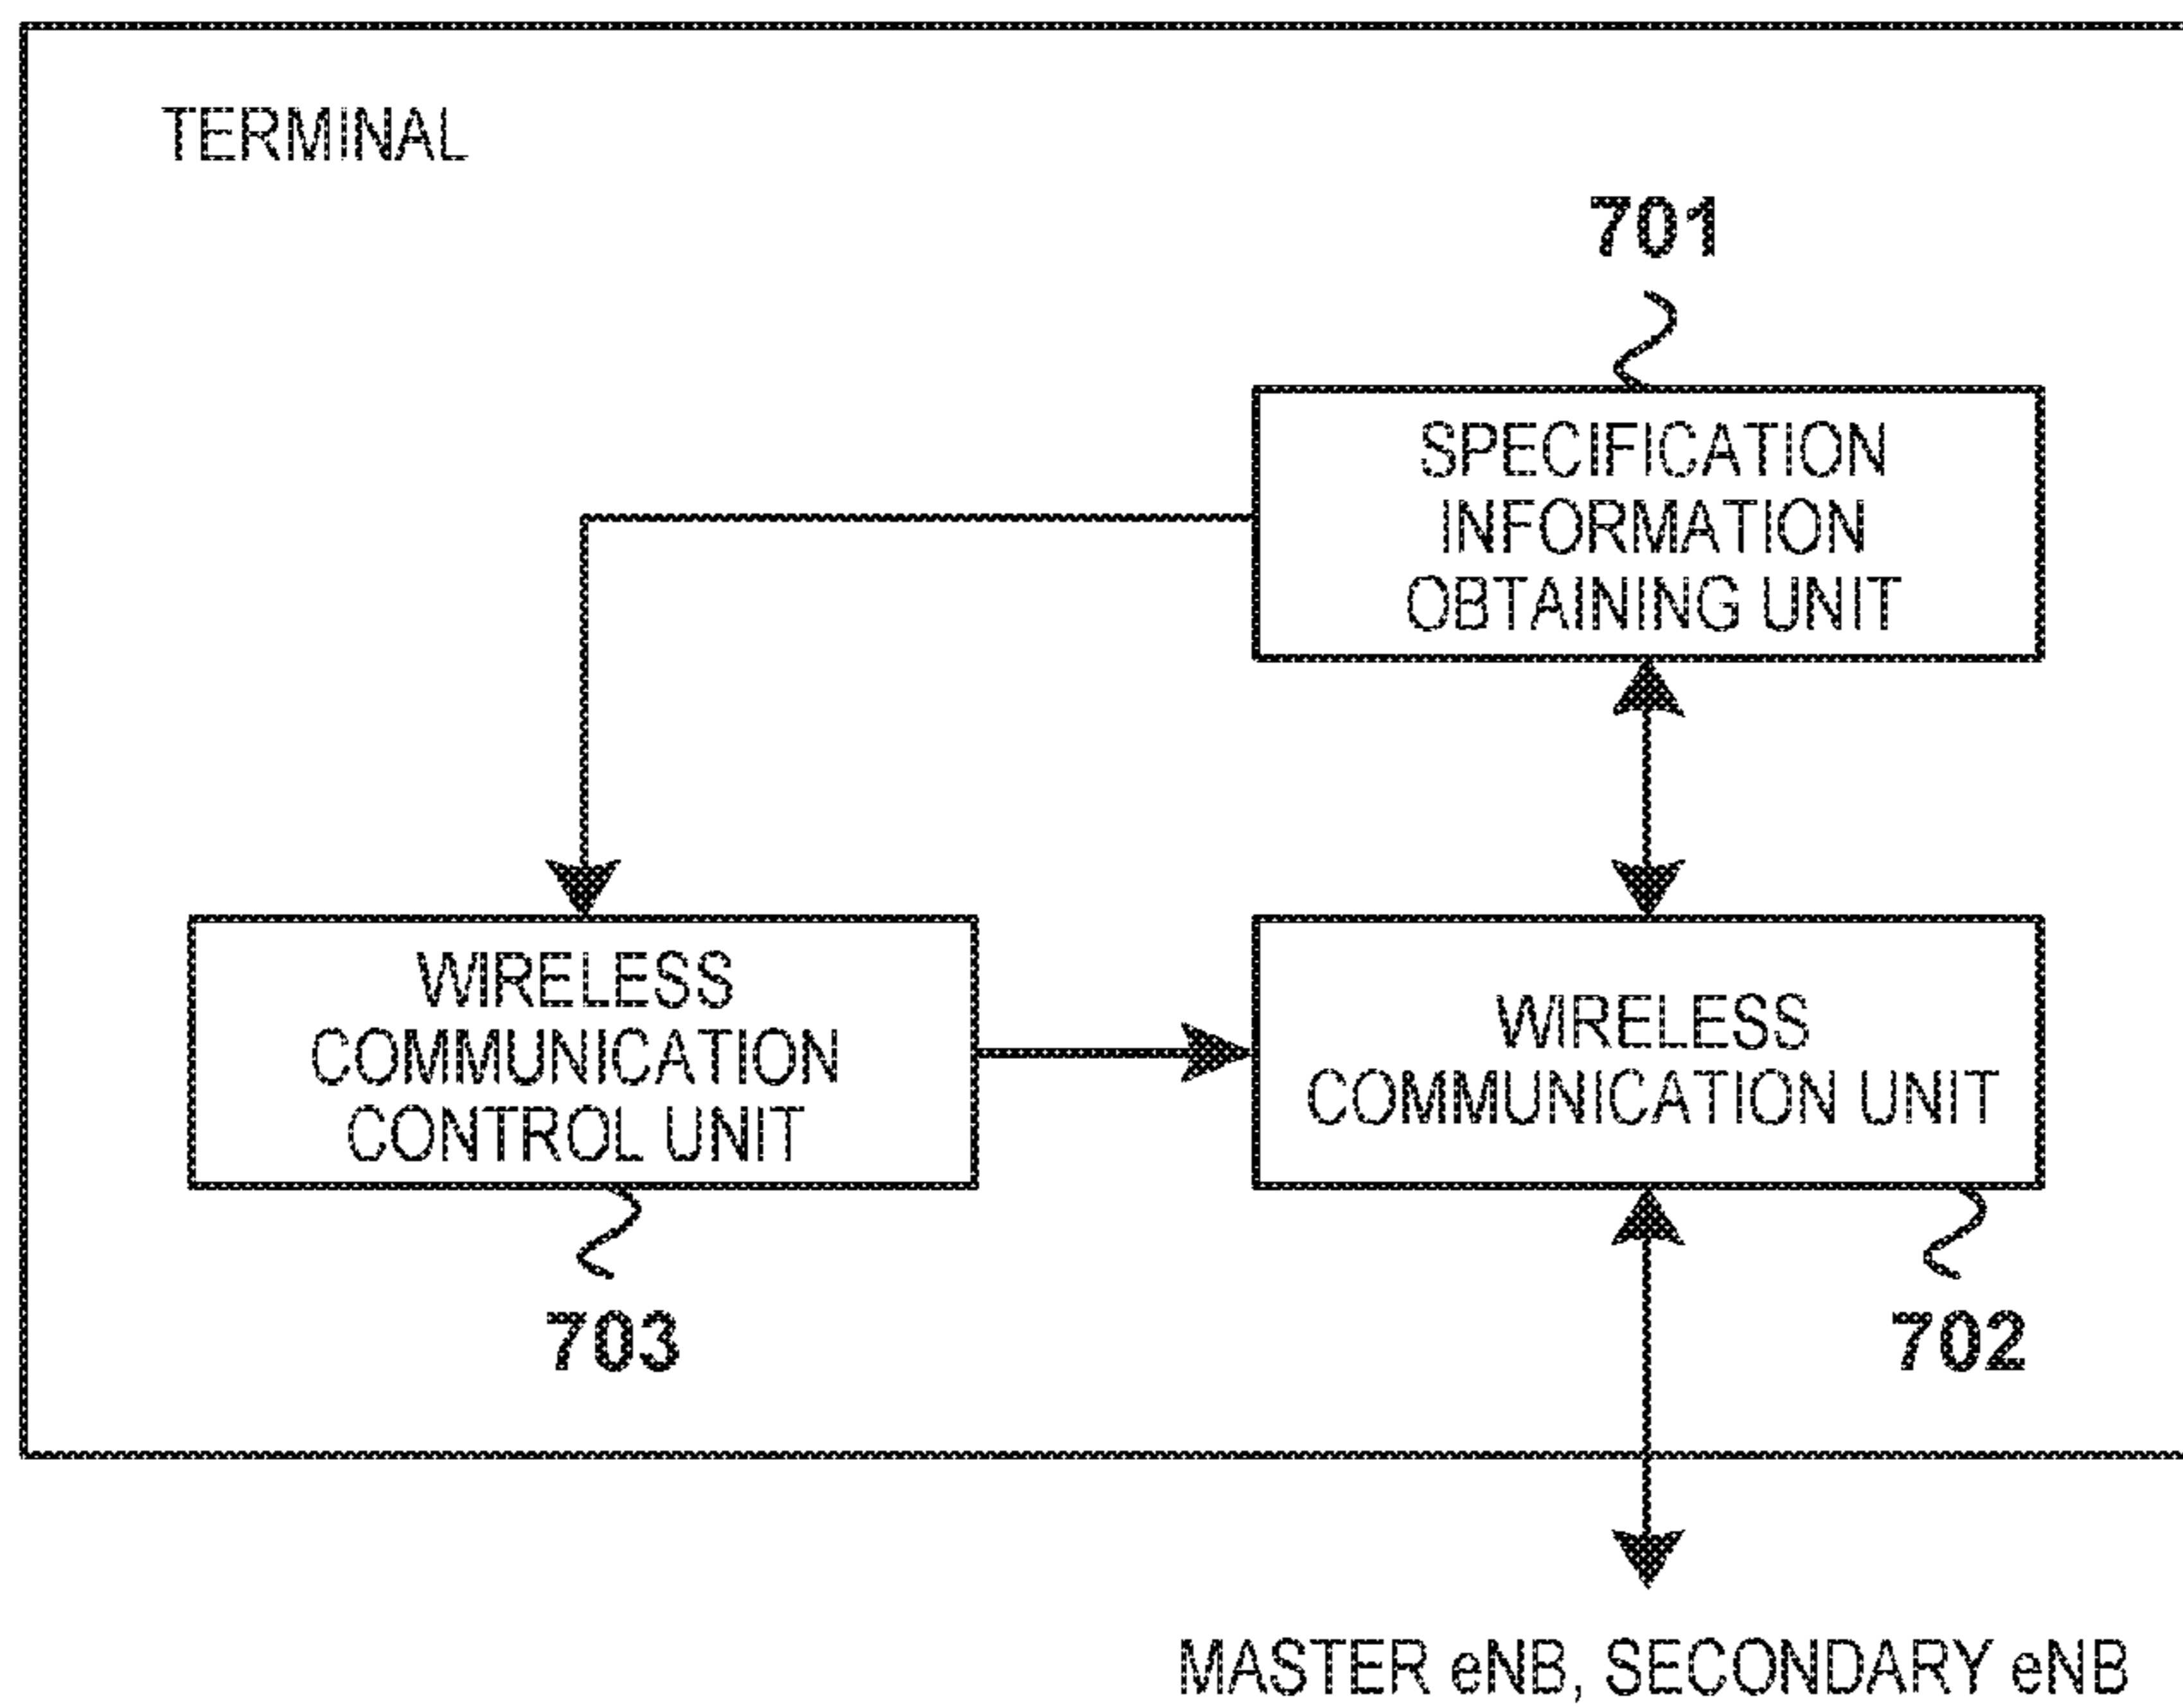 TERMINAL
701
SPECIFICATION
INFORMATION
OBTAINING UNIT
WIRELESS
COMMUNICATION
CONTROL UNIT
WIRELESS
COMMUNICATION UNIT
703
702
MASTER eNB, SECONDARY eNB